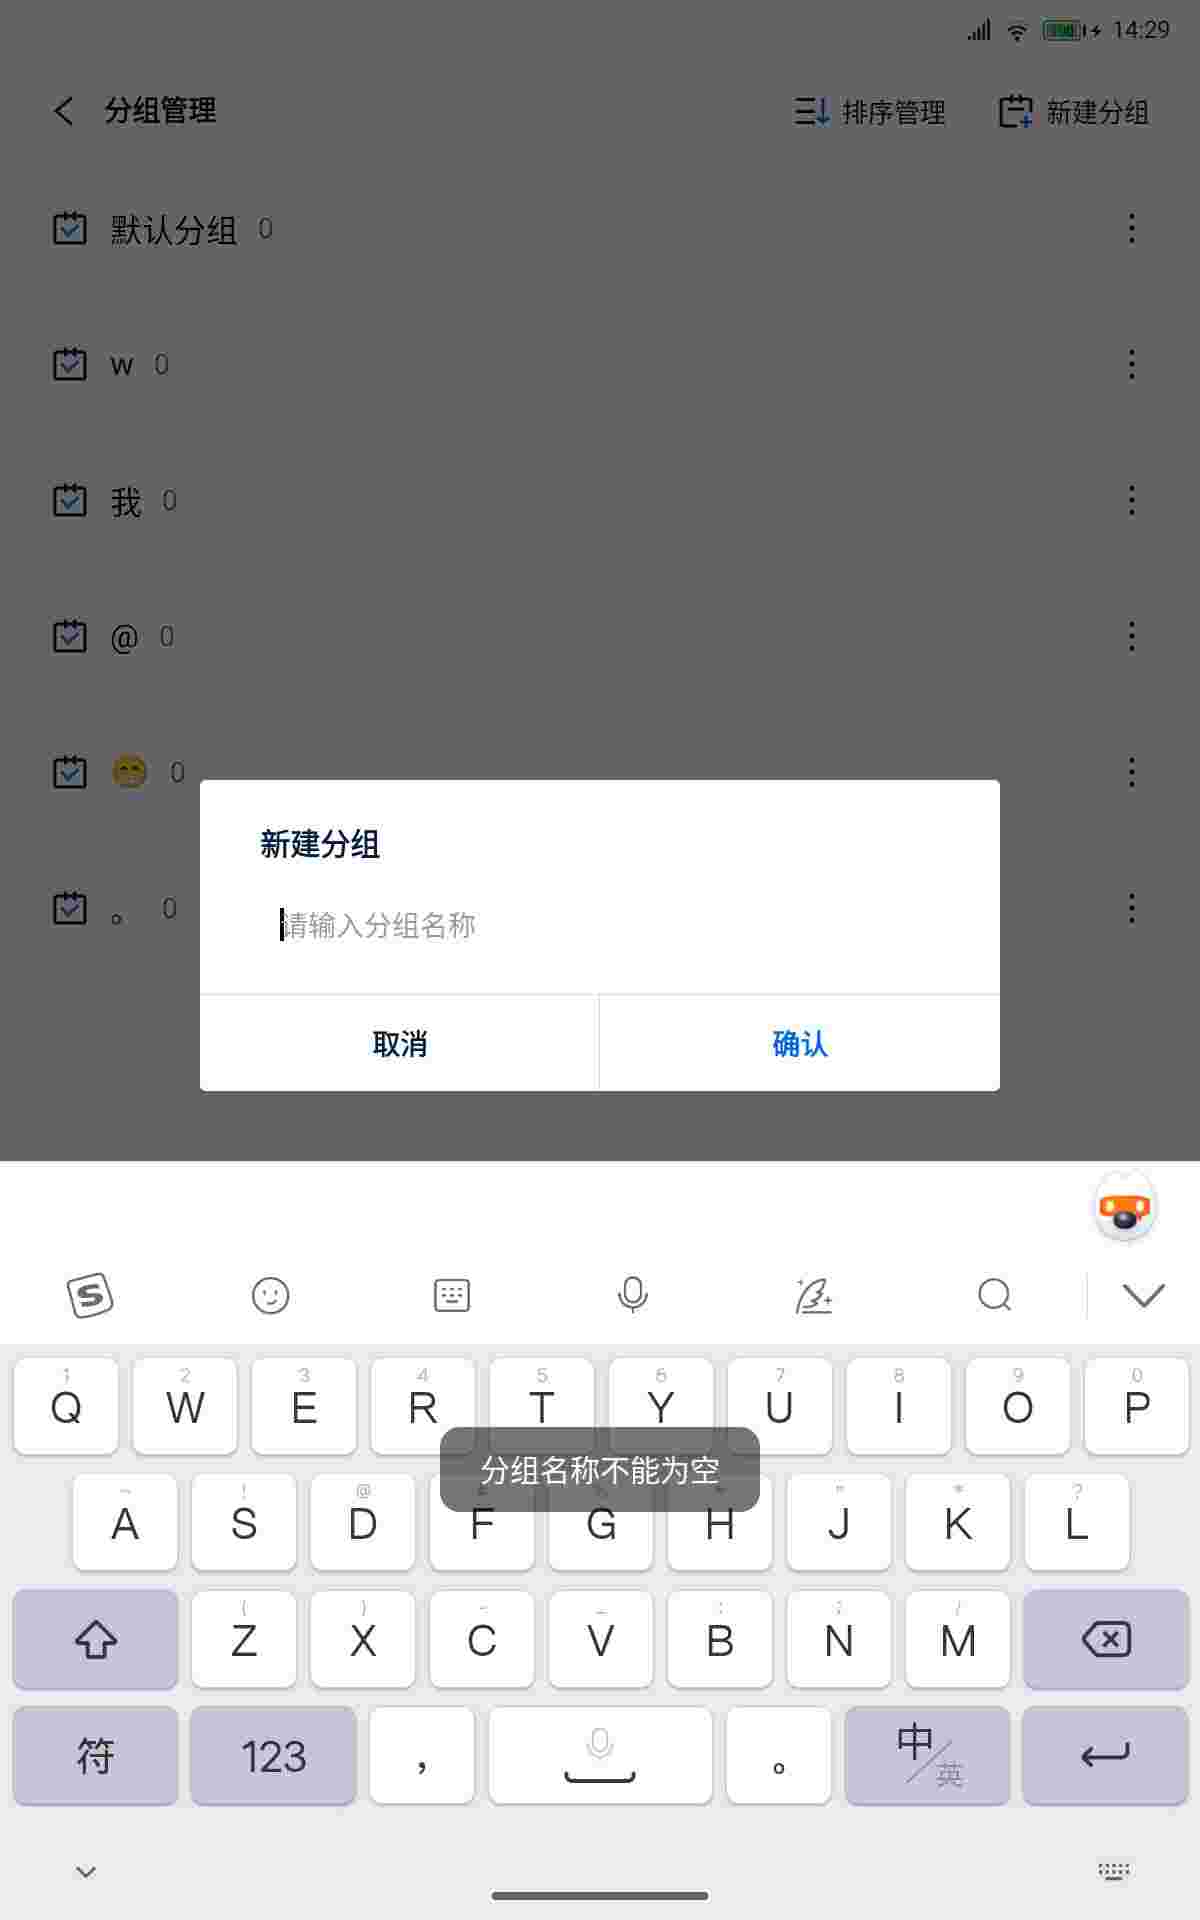 14:29
分组管理
排序管理
新建分组
默认分组 0
w 0
我 0
@ 0
😁 0
。 0
新建分组
请输入分组名称
取消
确认
1 2 3 4 5 6 7 8 9 0
Q W E R T Y U I O P
分组名称不能为空
~ ! @ " * ?
A S D F G H J K L
( ) - _ : ; /
Z X C V B N M
符 123 , 。 中/英